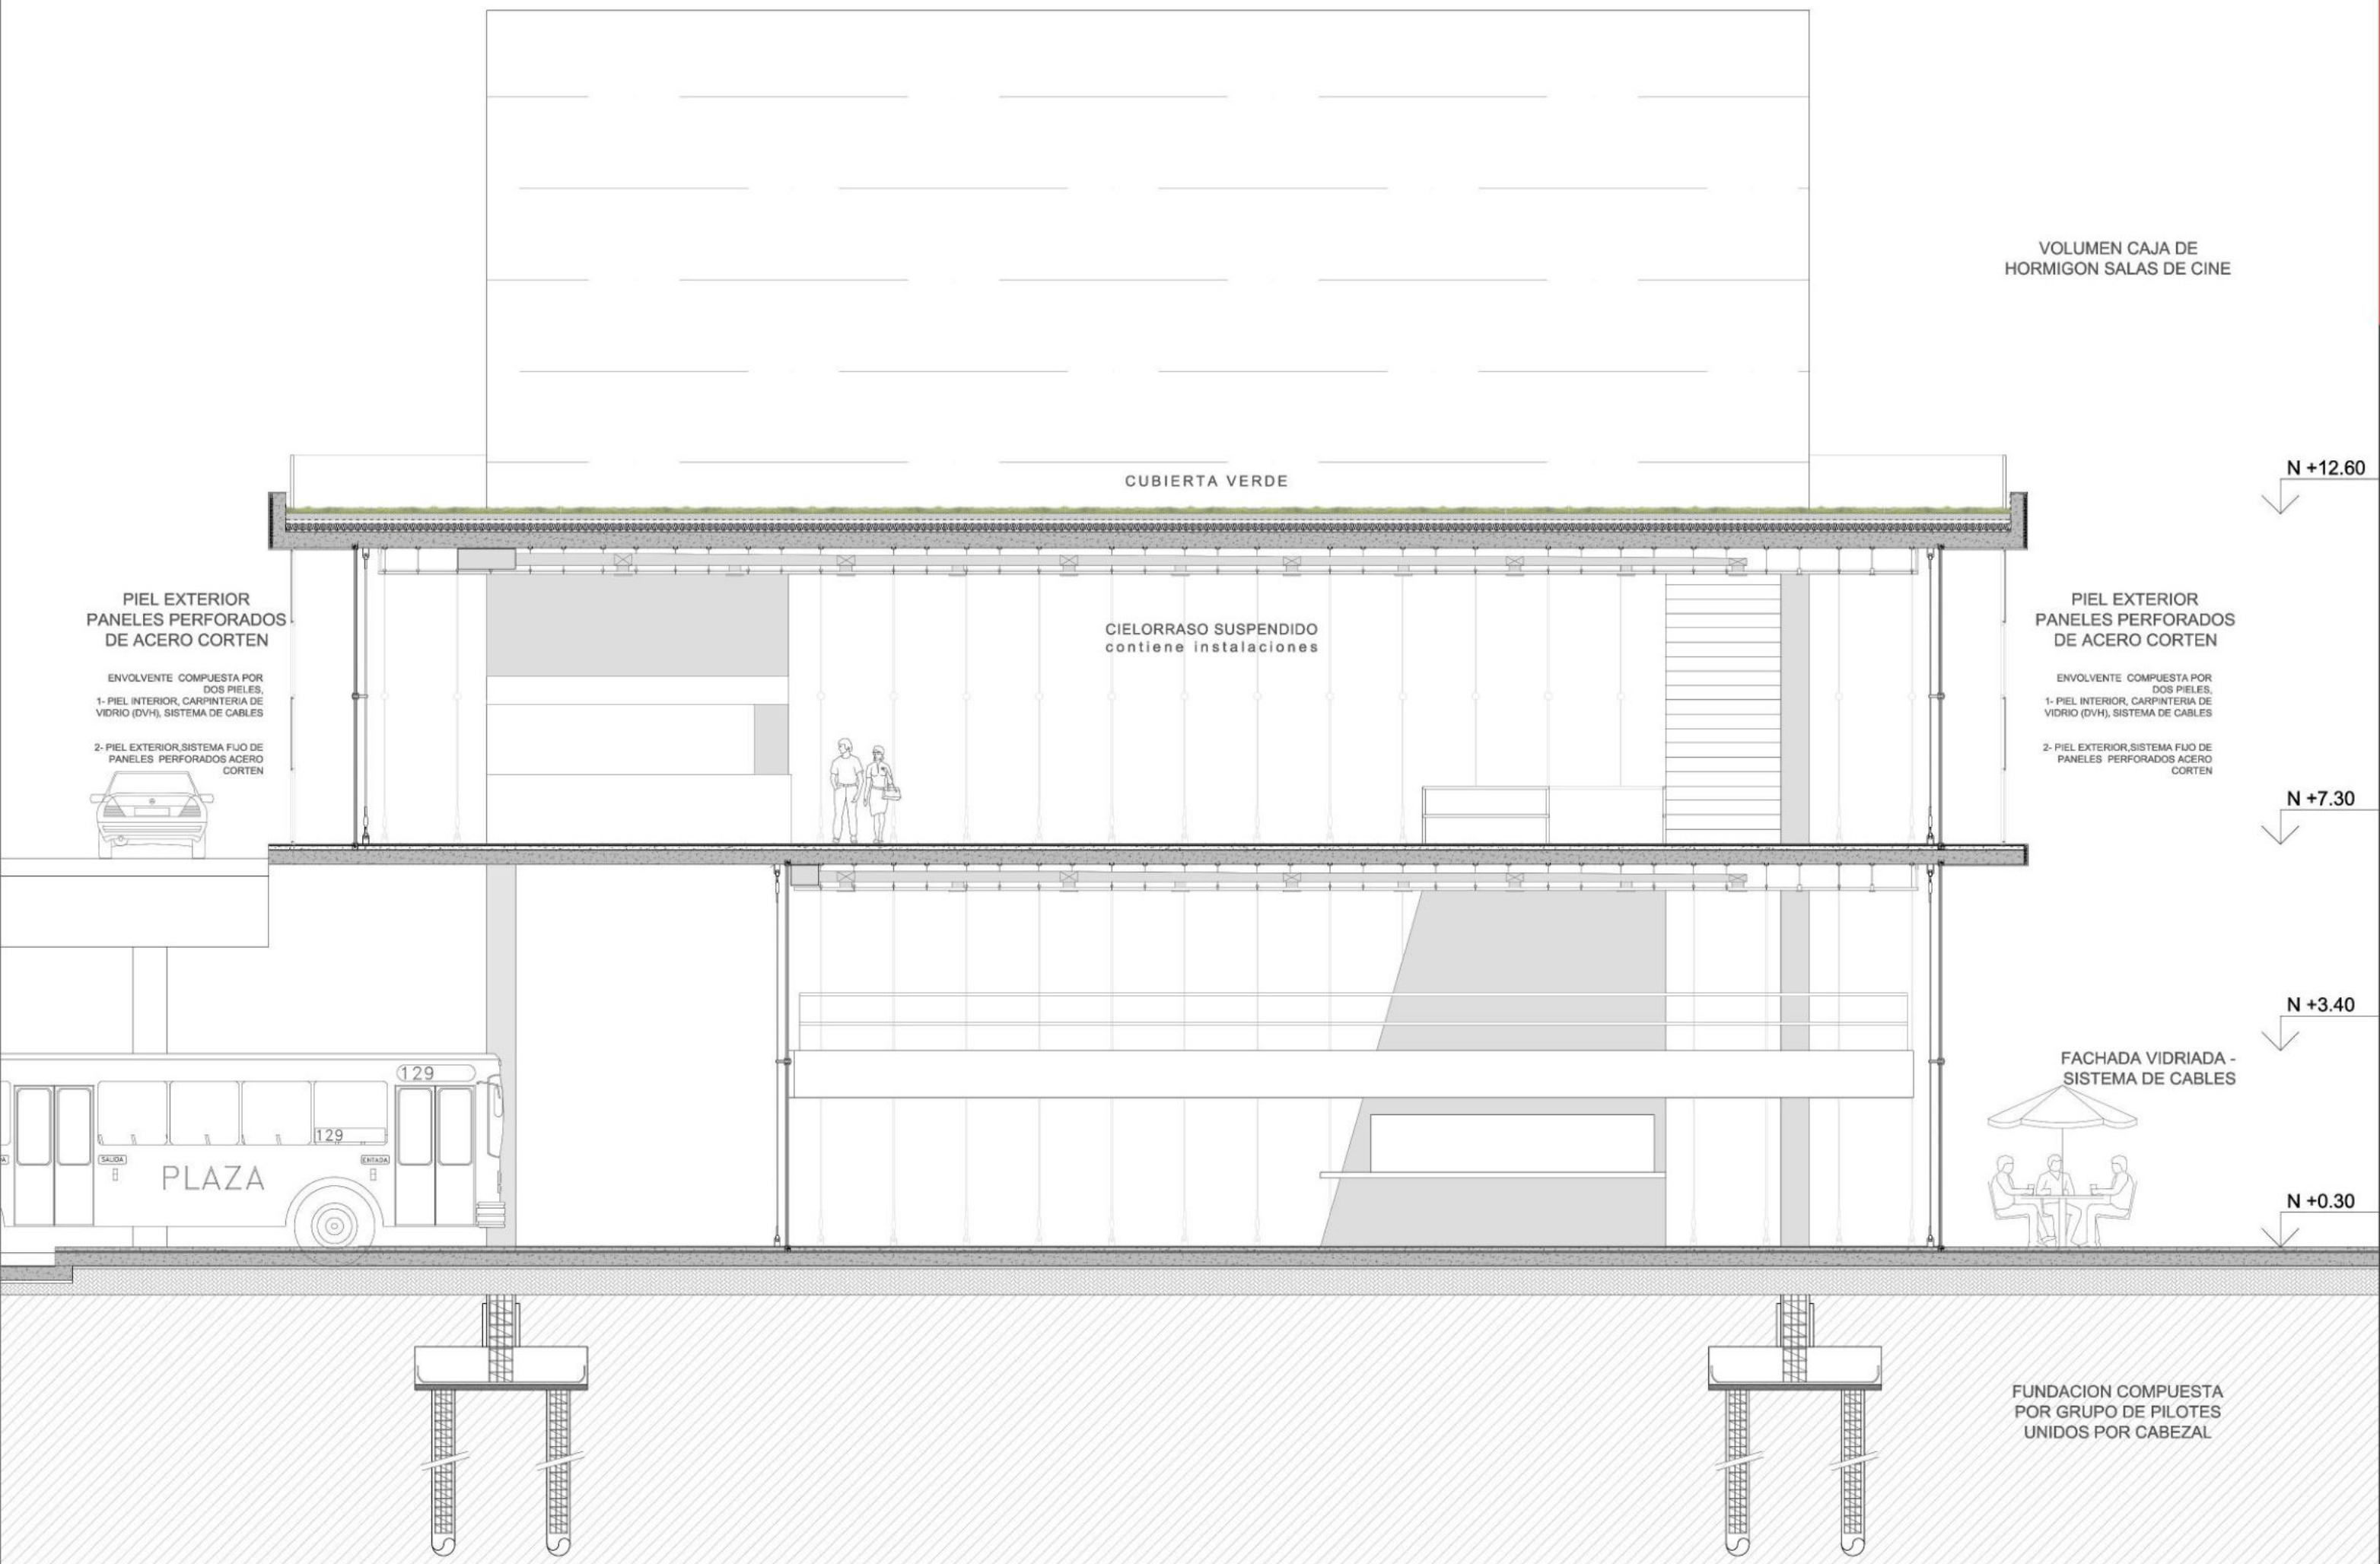 VOLUMEN CAJA DE
HORMIGON SALAS DE CINE
N +12.60
CUBIERTA VERDE
PIEL EXTERIOR
PANELES PERFORADOS
DE ACERO CORTEN
ENVOLVENTE COMPUESTA POR
DOS PIELES,
1- PIEL INTERIOR, CARPINTERIA DE
VIDRIO (DVH), SISTEMA DE CABLES
2- PIEL EXTERIOR,SISTEMA FIJO DE
PANELES PERFORADOS ACERO
CORTEN
CIELORRASO SUSPENDIDO
contiene instalaciones
PIEL EXTERIOR
PANELES PERFORADOS
DE ACERO CORTEN
ENVOLVENTE COMPUESTA POR
DOS PIELES,
1- PIEL INTERIOR, CARPINTERIA DE
VIDRIO (DVH), SISTEMA DE CABLES
2- PIEL EXTERIOR,SISTEMA FIJO DE
PANELES PERFORADOS ACERO
CORTEN
N +7.30
N +3.40
FACHADA VIDRIADA -
SISTEMA DE CABLES
129
129
SALIDA
PLAZA
N +0.30
FUNDACION COMPUESTA
POR GRUPO DE PILOTES
UNIDOS POR CABEZAL